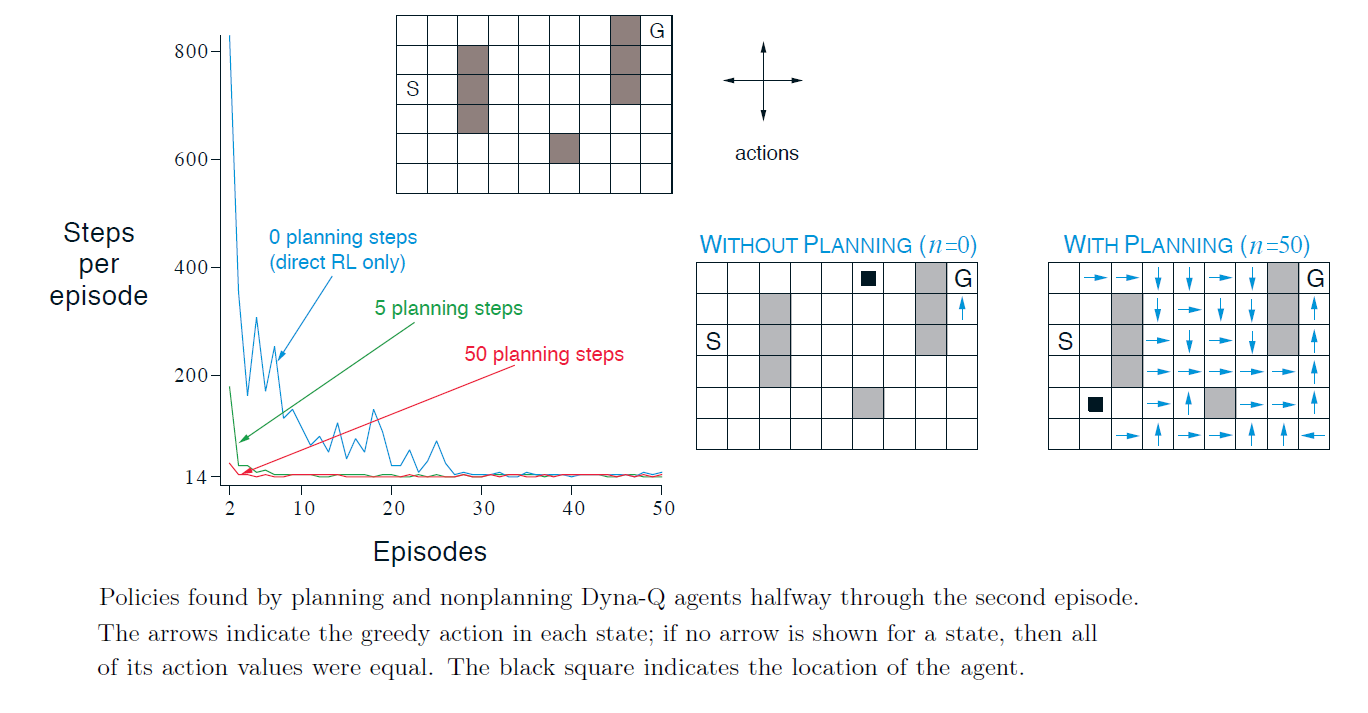 800
600
400
200
14
Steps
per
episode
2
10
20
30
40
50
Episodes
0 planning steps
(direct RL only)
5 planning steps
50 planning steps
G
S
actions
WITHOUT PLANNING (n=0)
G
S
WITH PLANNING (n=50)
G
S
Policies found by planning and nonplanning Dyna-Q agents halfway through the second episode.
The arrows indicate the greedy action in each state; if no arrow is shown for a state, then all
of its action values were equal. The black square indicates the location of the agent.